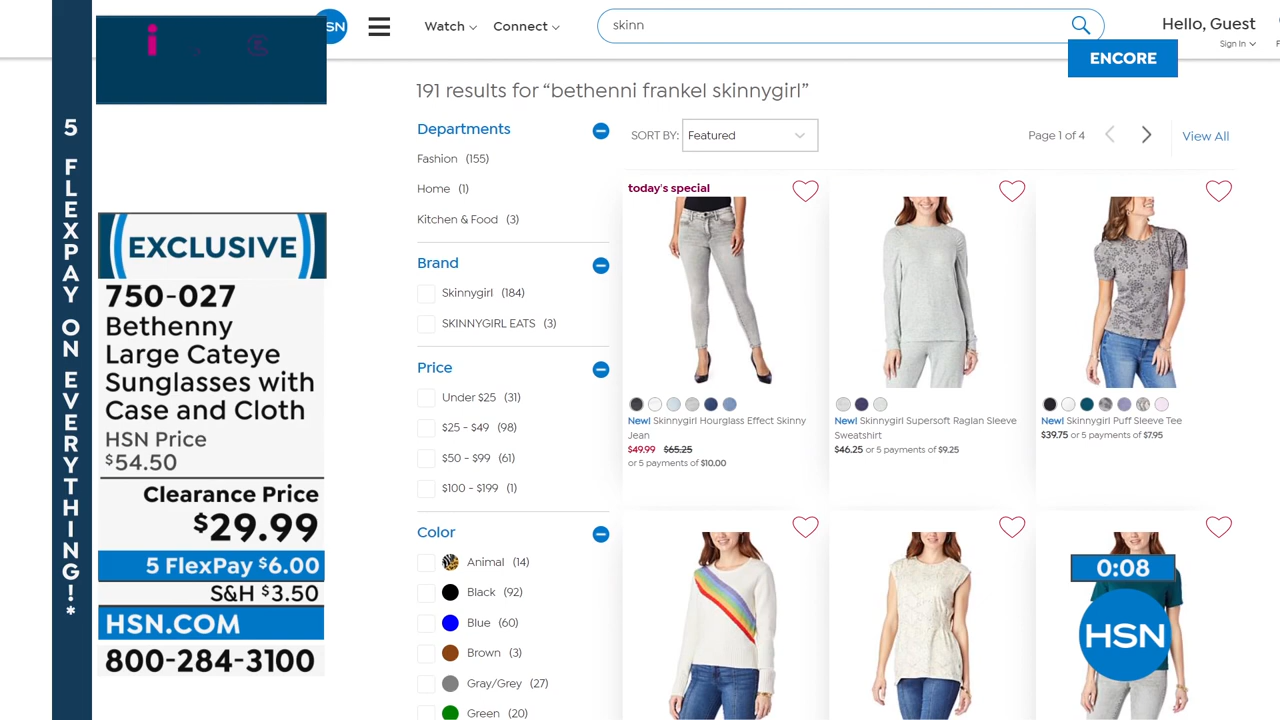 HSN
Watch
Connect
skinn
Hello, Guest
Sign In
ENCORE
5 FLEXPAY ON EVERYTHING!*
EXCLUSIVE
750-027
Bethenny
Large Cateye
Sunglasses with
Case and Cloth
HSN Price
$54.50
Clearance Price
$29.99
5 FlexPay $6.00
S&H $3.50
HSN.COM
800-284-3100
191 results for “bethenni frankel skinnygirl”
Departments
Fashion (155)
Home (1)
Kitchen & Food (3)
Brand
Skinnygirl (184)
SKINNYGIRL EATS (3)
Price
Under $25 (31)
$25 - $49 (98)
$50 - $99 (61)
$100 - $199 (1)
Color
Animal (14)
Black (92)
Blue (60)
Brown (3)
Gray/Grey (27)
Green (20)
SORT BY: Featured
Page 1 of 4
View All
today's special
New! Skinnygirl Hourglass Effect Skinny
Jean
$49.99 $65.25
or 5 payments of $10.00
New! Skinnygirl Supersoft Raglan Sleeve
Sweatshirt
$46.25 or 5 payments of $9.25
New! Skinnygirl Puff Sleeve Tee
$39.75 or 5 payments of $7.95
0:08
HSN